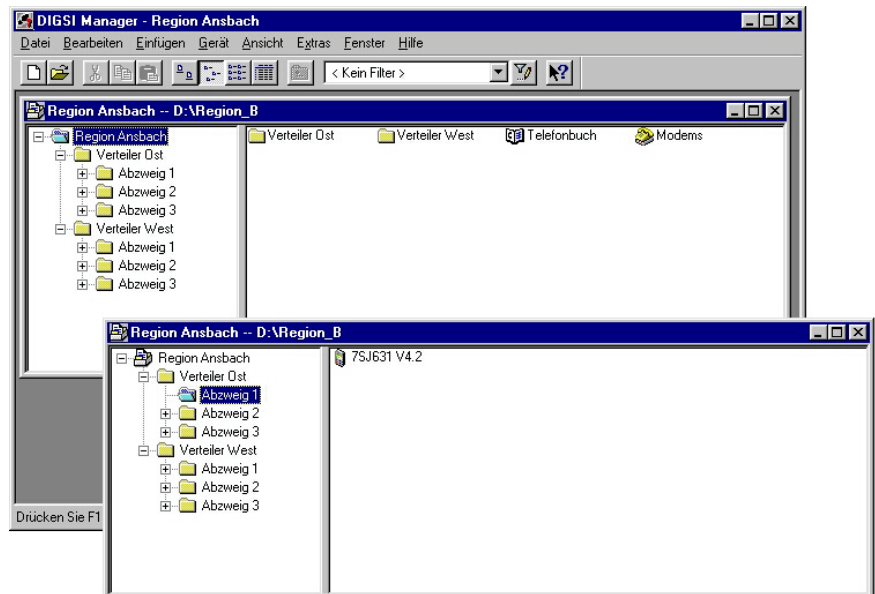 DIGSI Manager - Region Ansbach
Datei Bearbeiten Einfügen Gerät Ansicht Extras Fenster Hilfe
< Kein Filter >
Region Ansbach -- D:\Region_B
Region Ansbach
Verteiler Ost
Abzweig 1
Abzweig 2
Abzweig 3
Verteiler West
Abzweig 1
Abzweig 2
Abzweig 3
Verteiler Ost Verteiler West Telefonbuch Modems
Region Ansbach -- D:\Region_B
Region Ansbach
Verteiler Ost
Abzweig 1
Abzweig 2
Abzweig 3
Verteiler West
Abzweig 1
Abzweig 2
Abzweig 3
7SJ631 V4.2
Drücken Sie F1